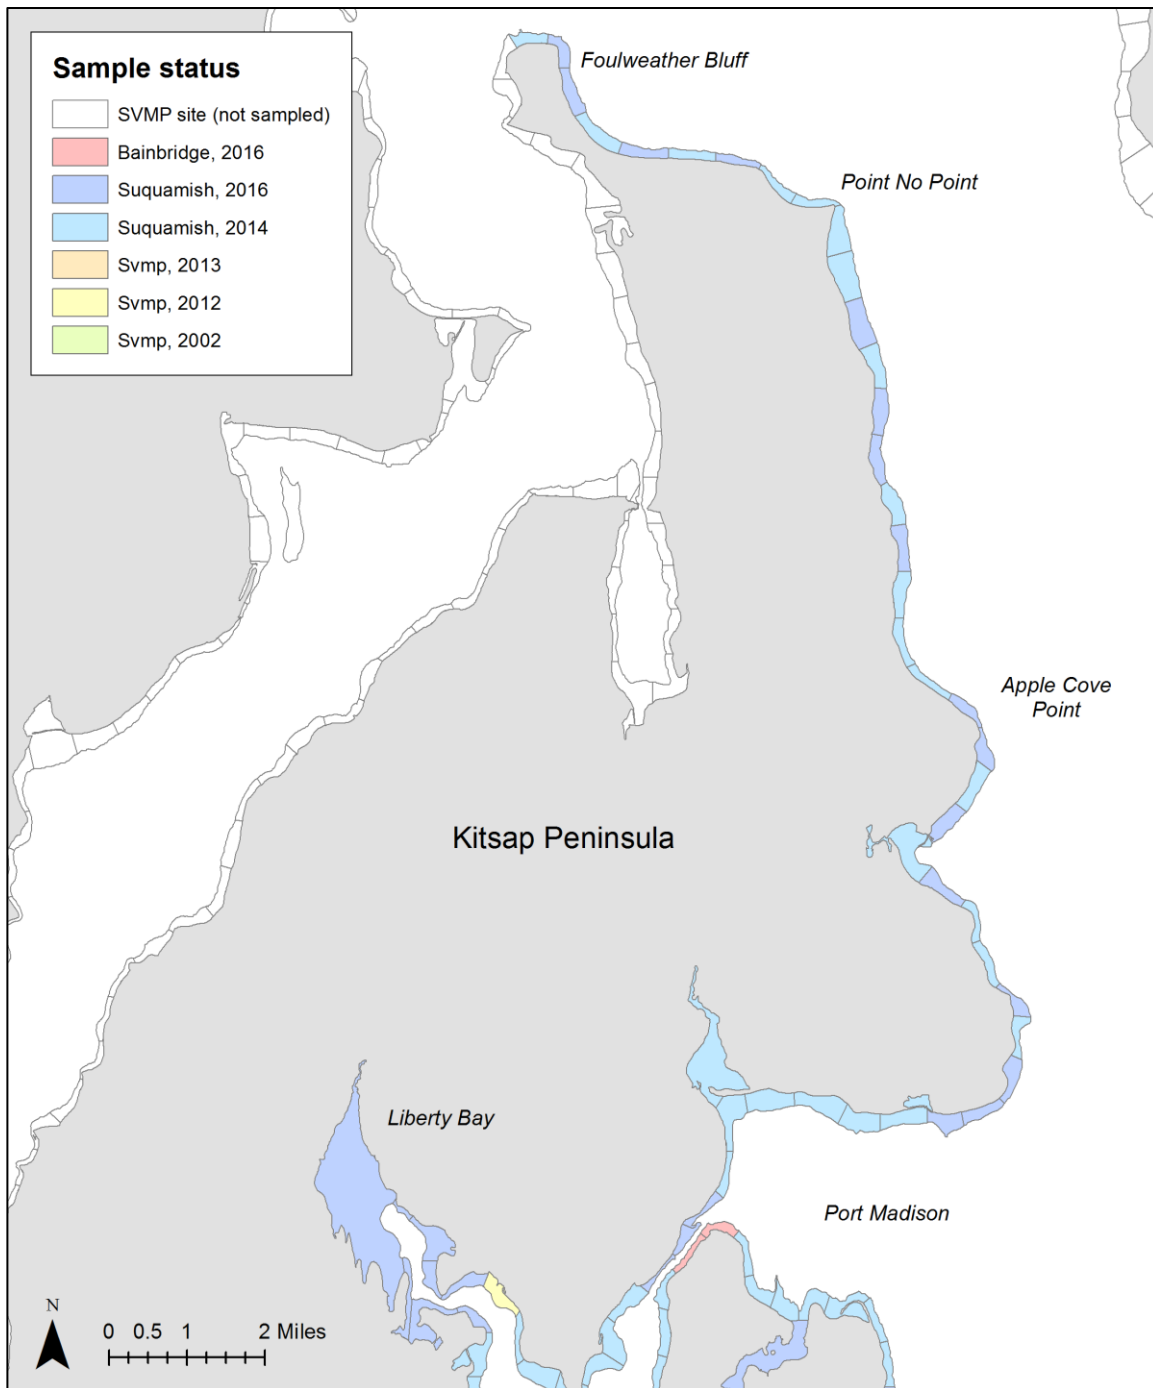 Sample status
SVMP site (not sampled)
Bainbridge, 2016
Suquamish, 2016
Suquamish, 2014
Svmp, 2013
Svmp, 2012
Svmp, 2002
Foulweather Bluff
Point No Point
Apple Cove
Point
Kitsap Peninsula
Liberty Bay
Port Madison
N
0 0.5 1 2 Miles